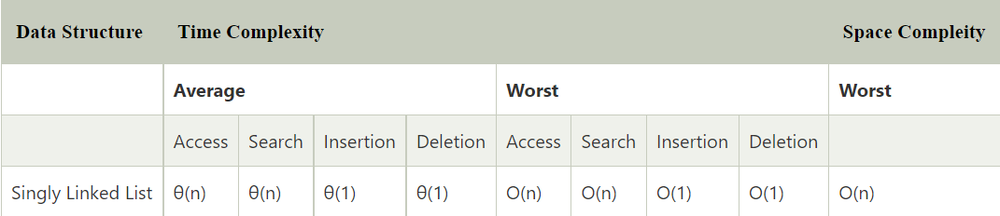 Data Structure Time Complexity Space Compleity
Average Worst Worst
Access Search Insertion Deletion Access Search Insertion Deletion
Singly Linked List θ(n) θ(n) θ(1) θ(1) O(n) O(n) O(1) O(1) O(n)